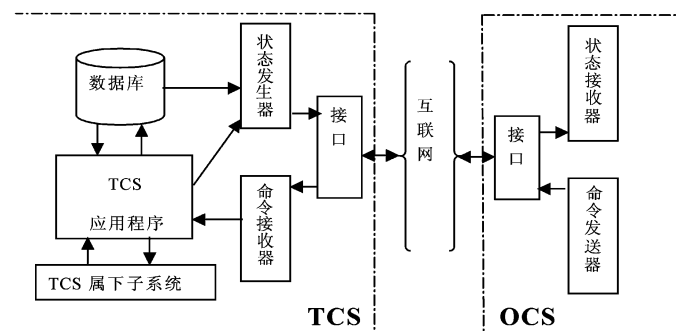 数据库
状态发生器
接口
互联网
接口
状态接收器
TCS
应用程序
命令接收器
命令发送器
TCS 属下子系统
TCS
OCS